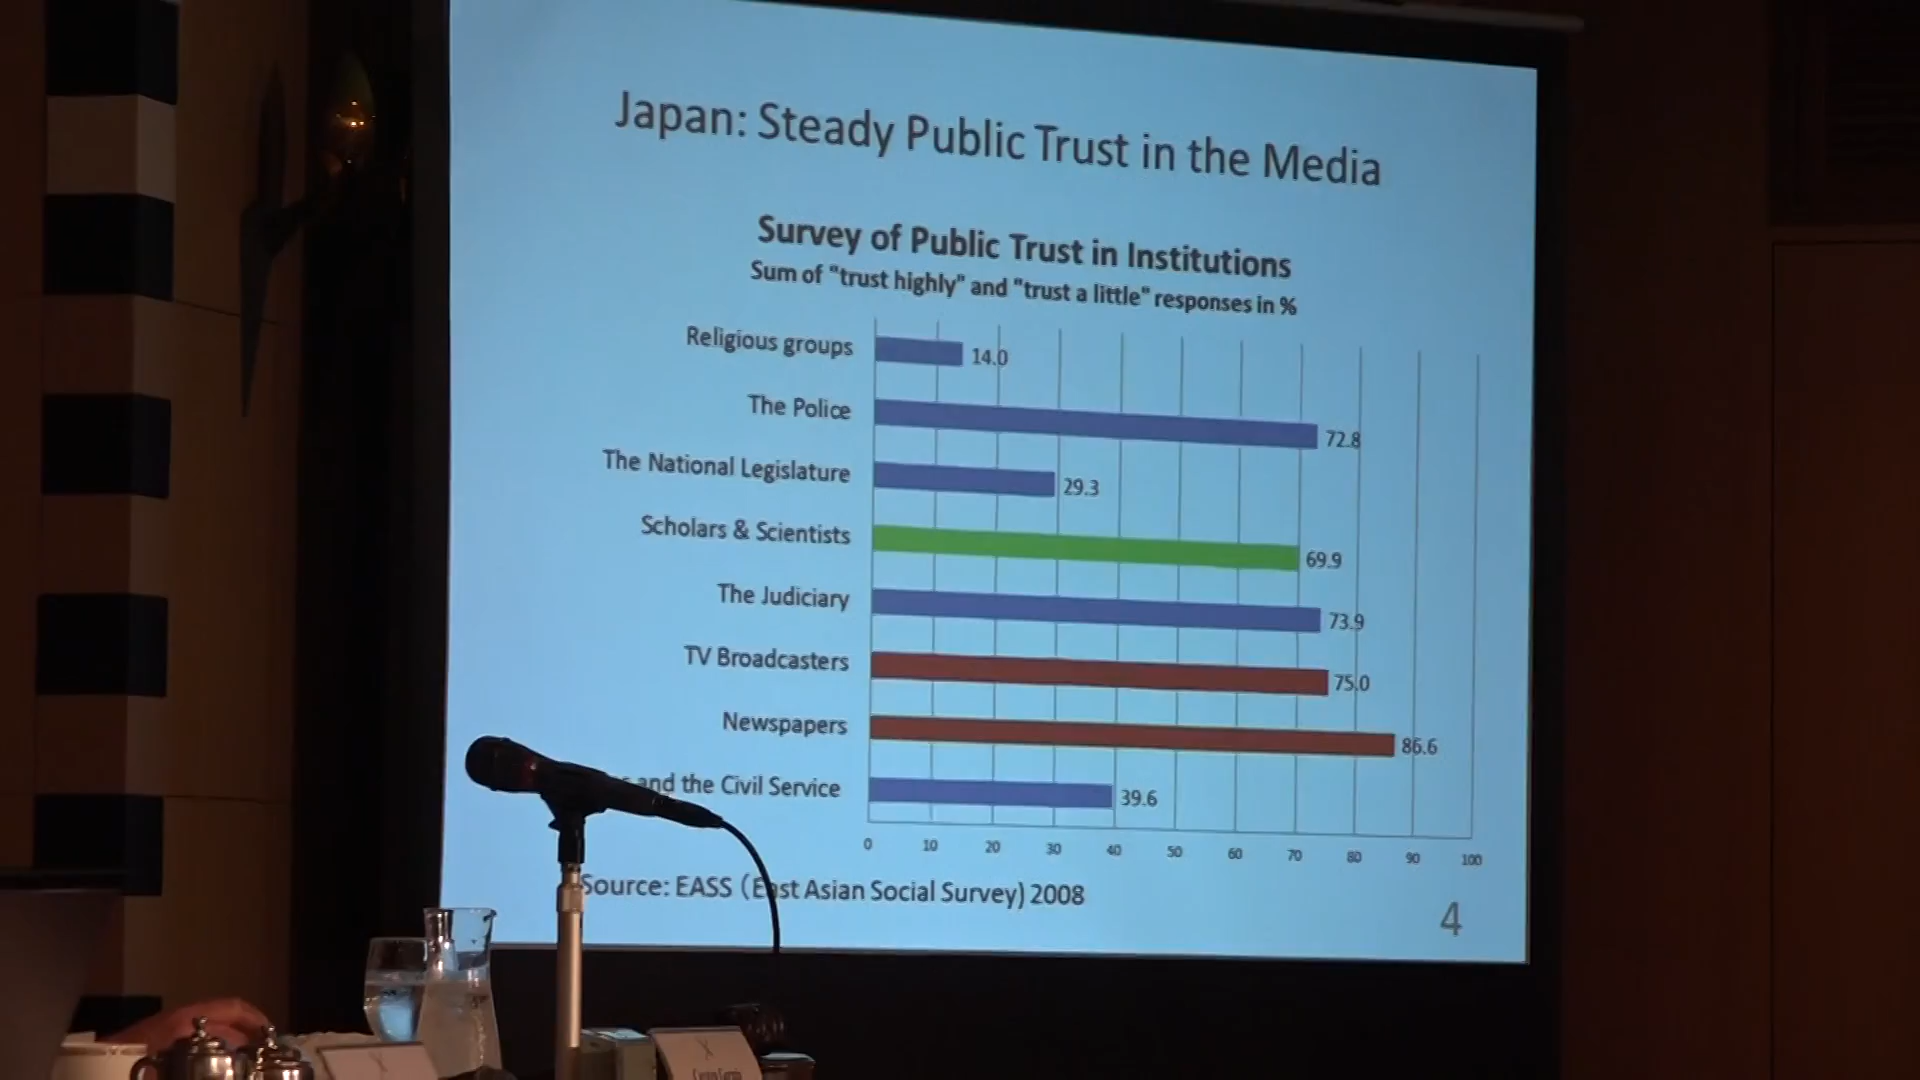 Japan: Steady Public Trust in the Media
Survey of Public Trust in Institutions
Sum of "trust highly" and "trust a little" responses in %
Religious groups 14.0
The Police 72.8
The National Legislature 29.3
Scholars & Scientists 69.9
The Judiciary 73.9
TV Broadcasters 75.0
Newspapers 86.6
and the Civil Service 39.6
0 10 20 30 40 50 60 70 80 90 100
Source: EASS (East Asian Social Survey) 2008
4